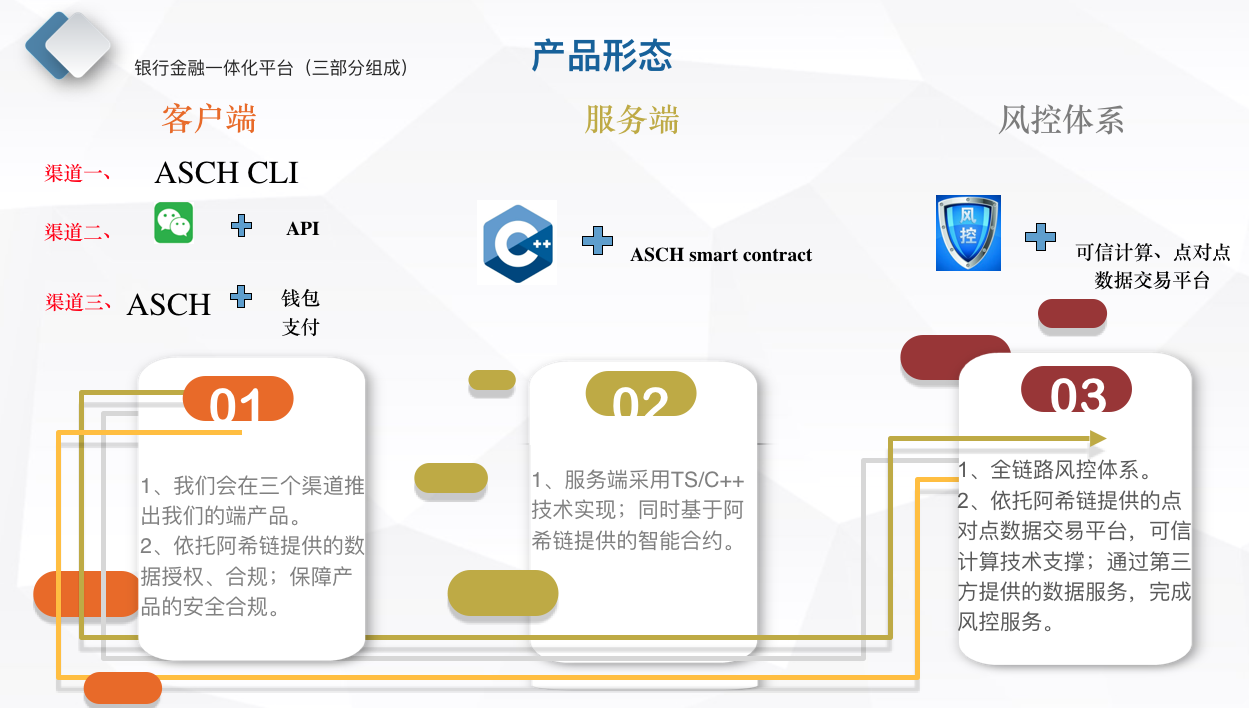 产品形态
银行金融一体化平台（三部分组成）
客户端
服务端
风控体系
渠道一、 ASCH CLI
渠道二、 API
渠道三、 ASCH 钱包
支付
C++
ASCH smart contract
风
控
可信计算、点对点
数据交易平台
01
1、我们会在三个渠道推
出我们的端产品。
2、依托阿希链提供的数
据授权、合规；保障产
品的安全合规。
02
1、服务端采用TS/C++
技术实现；同时基于阿
希链提供的智能合约。
03
1、全链路风控体系。
2、依托阿希链提供的点
对点数据交易平台，可信
计算技术支撑；通过第三
方提供的数据服务，完成
风控服务。